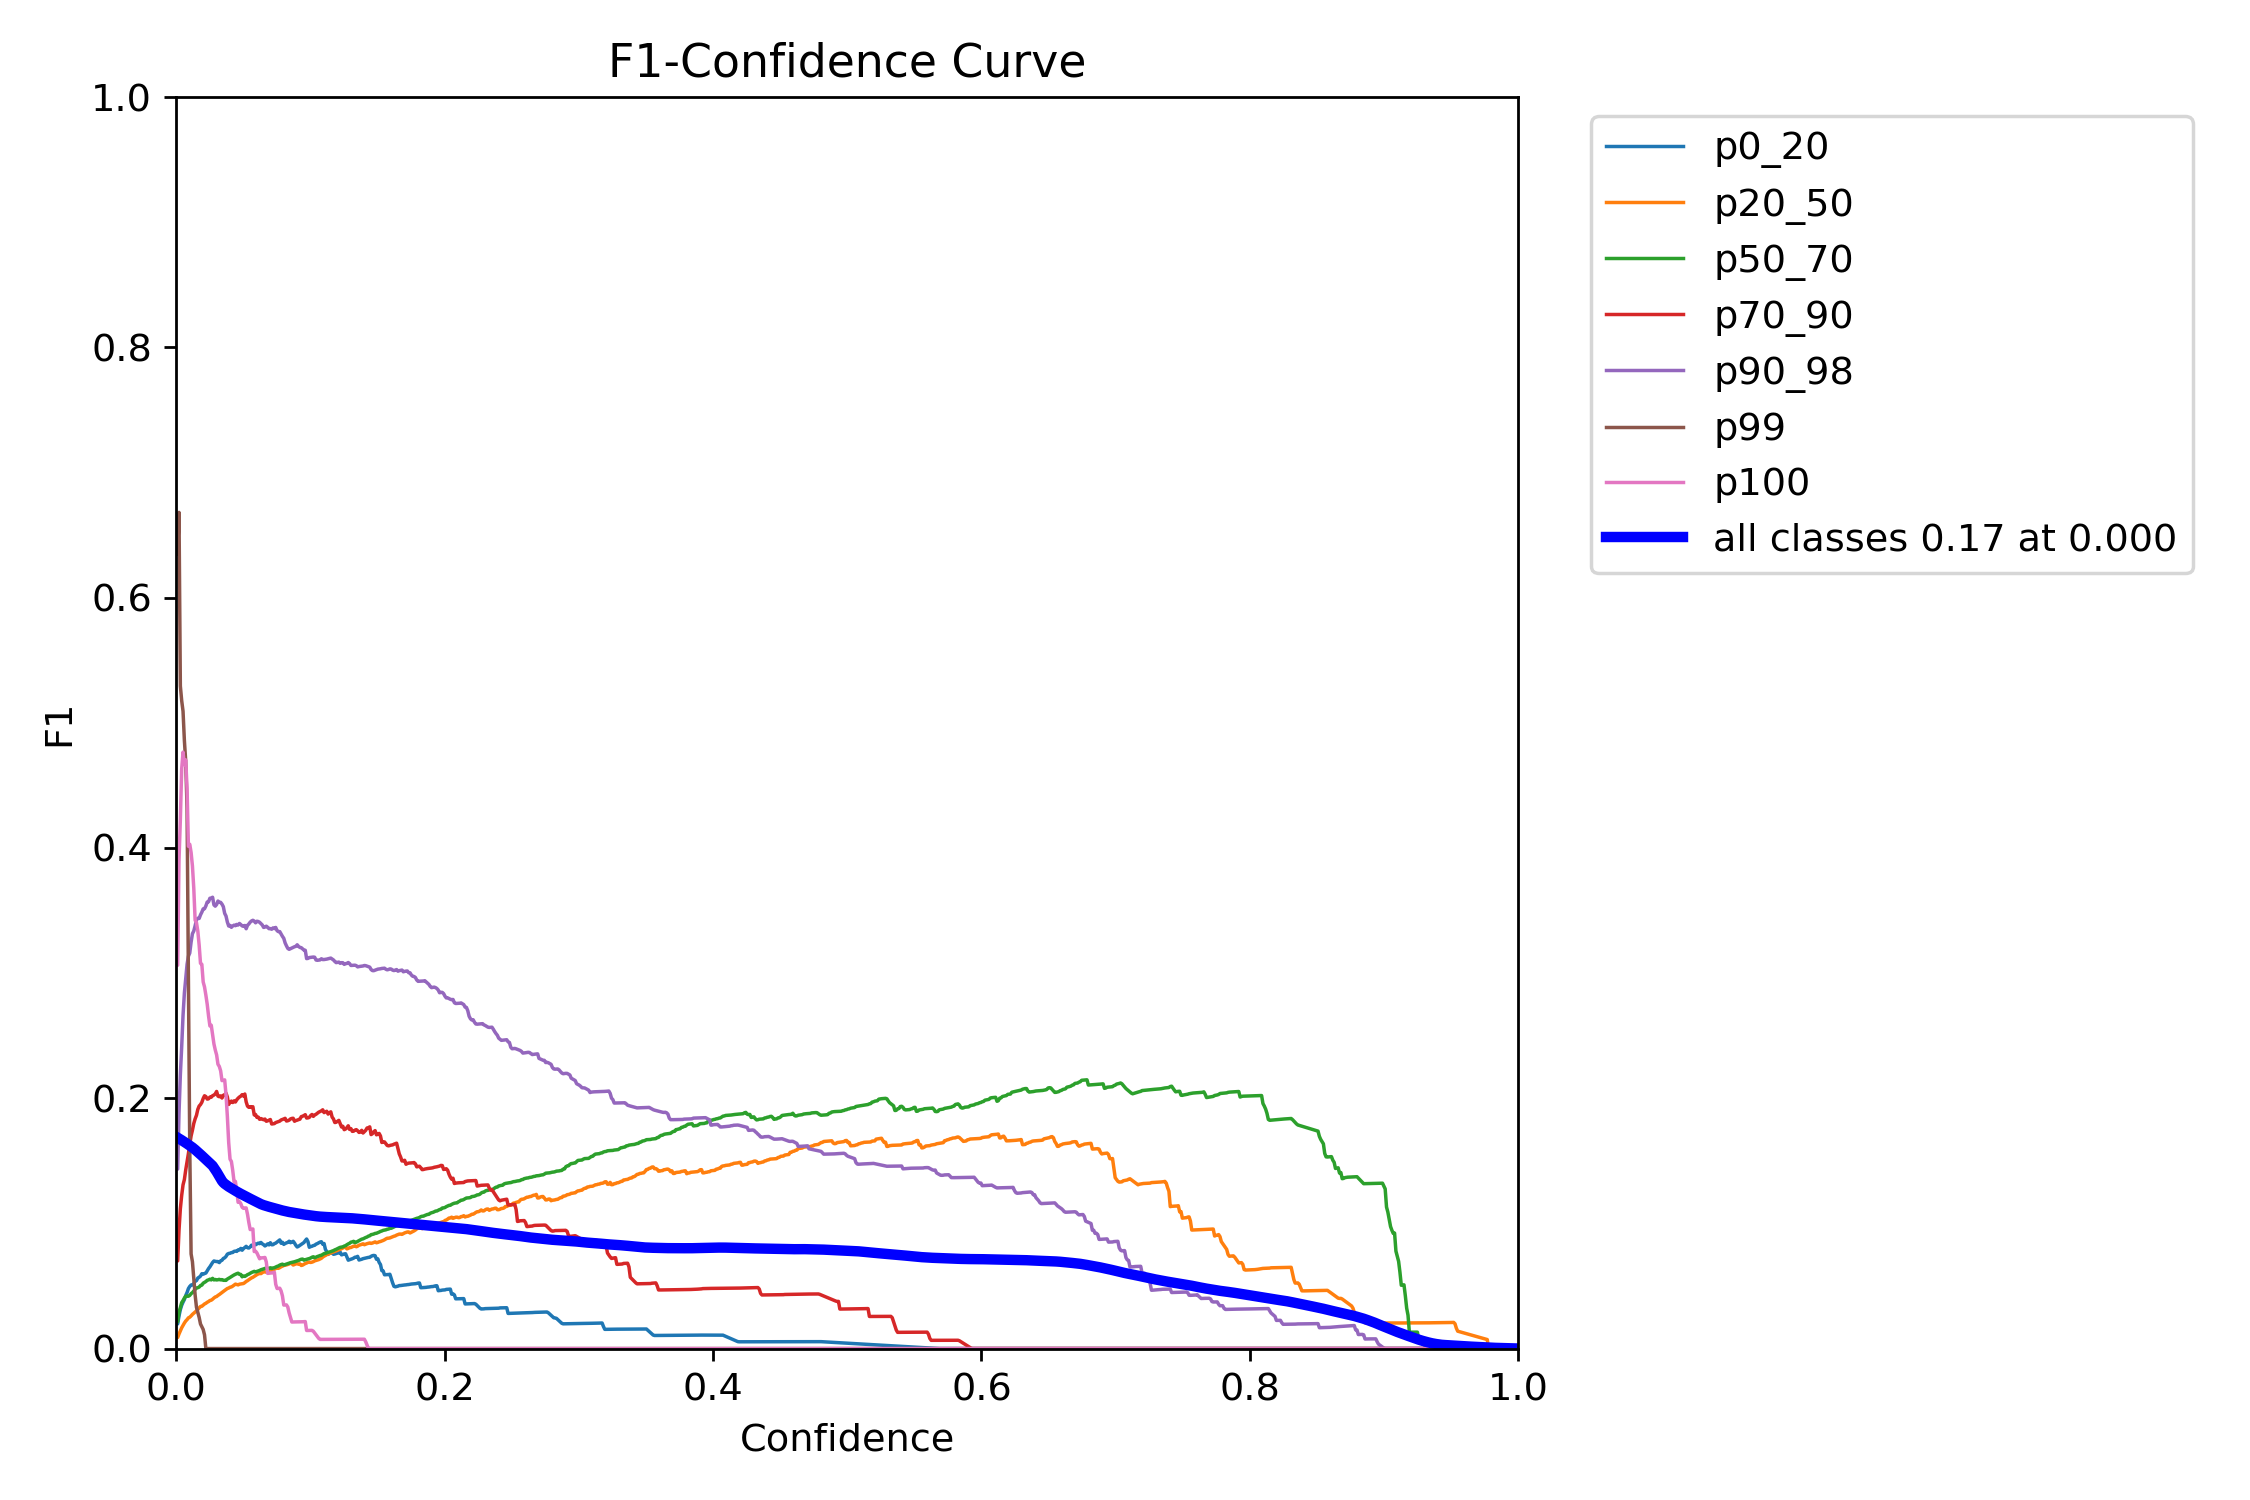 F1-Confidence Curve
1.0
0.8
0.6
0.4
0.2
0.0
F1
0.0 0.2 0.4 0.6 0.8 1.0
Confidence
p0_20
p20_50
p50_70
p70_90
p90_98
p99
p100
all classes 0.17 at 0.000